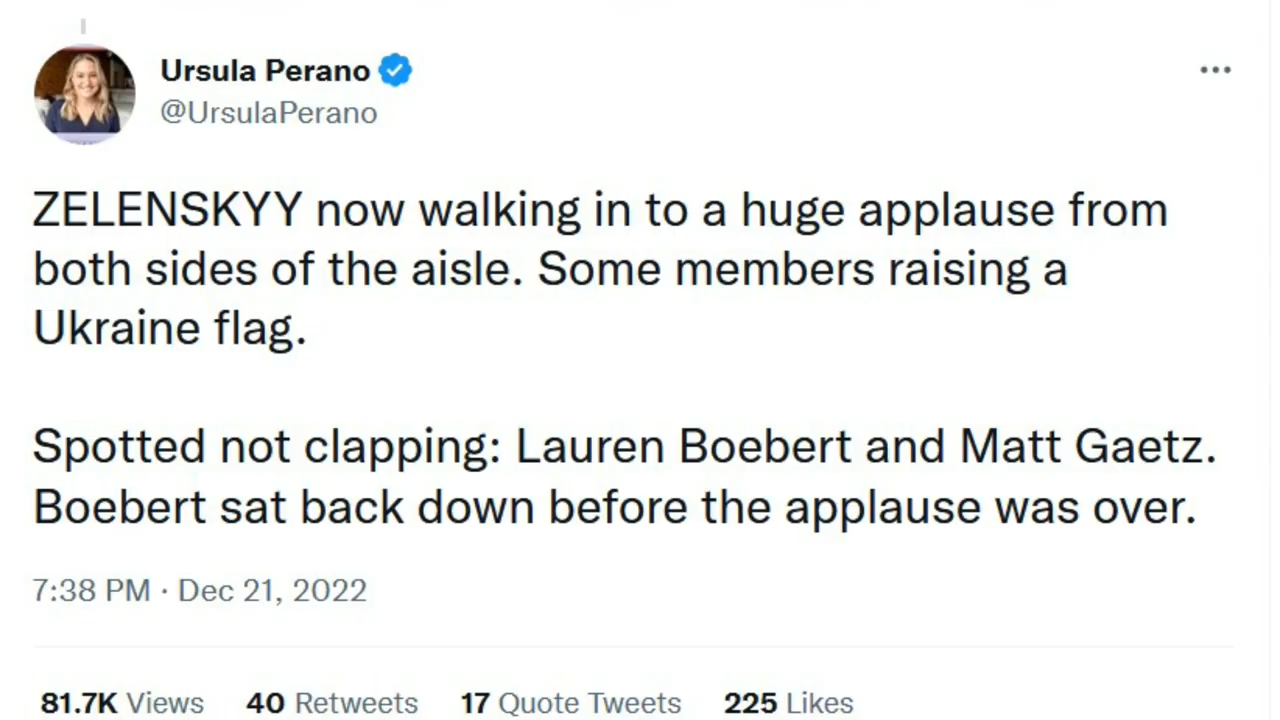 Ursula Perano
@UrsulaPerano
ZELENSKYY now walking in to a huge applause from
both sides of the aisle. Some members raising a
Ukraine flag.
Spotted not clapping: Lauren Boebert and Matt Gaetz.
Boebert sat back down before the applause was over.
7:38 PM · Dec 21, 2022
81.7K Views 40 Retweets 17 Quote Tweets 225 Likes